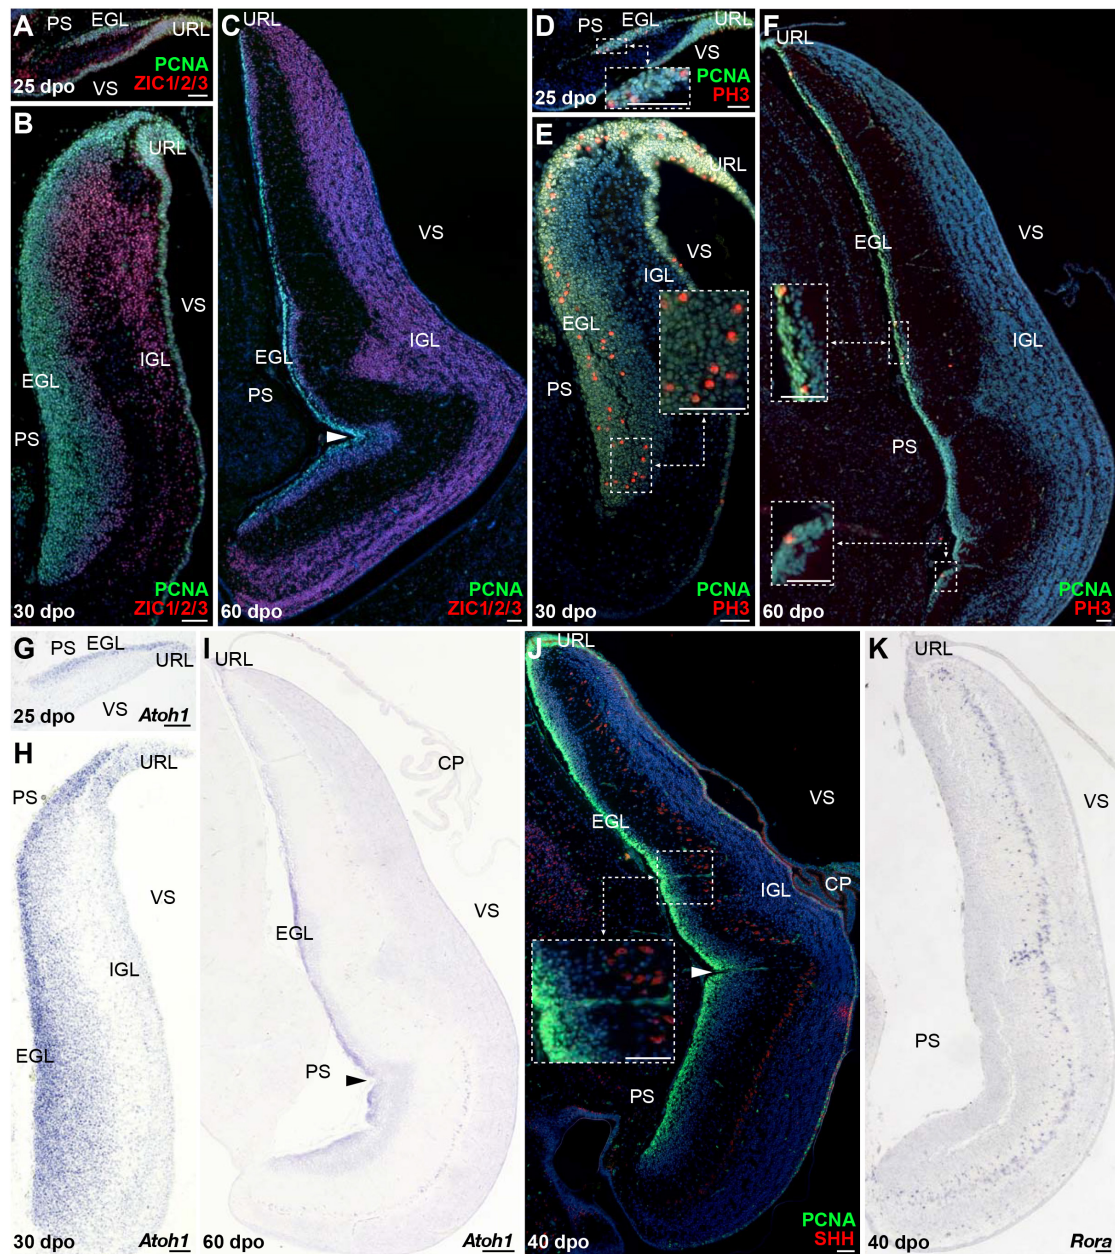 A
PS
EGL
URL
PCNA
25 dpo
ZIC1/2/3
VS
B
URL
VS
IGL
EGL
PS
PCNA
30 dpo
ZIC1/2/3
C
URL
VS
IGL
EGL
PS
PCNA
60 dpo
ZIC1/2/3
D
EGL
URL
PS
VS
PCNA
25 dpo
PH3
E
URL
VS
IGL
EGL
PS
PCNA
30 dpo
PH3
F
URL
VS
EGL
IGL
PS
PCNA
60 dpo
PH3
G
PS
EGL
URL
VS
25 dpo
Atoh1
H
URL
PS
VS
IGL
EGL
30 dpo
Atoh1
I
URL
CP
VS
EGL
PS
60 dpo
Atoh1
J
URL
VS
EGL
IGL
CP
PS
PCNA
40 dpo
SHH
K
URL
VS
PS
40 dpo
Rora